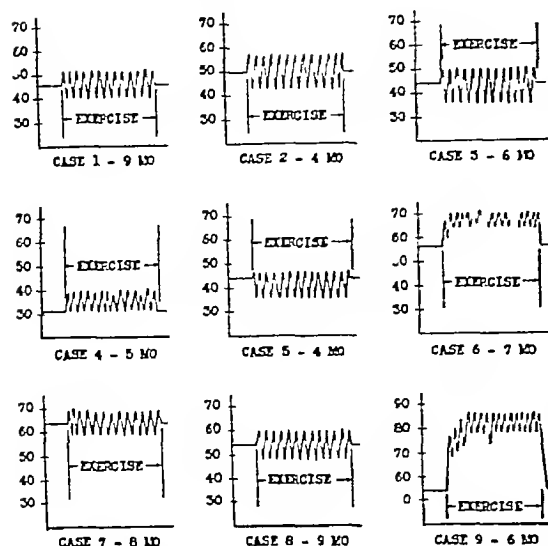 70
60
50
40
30
EXERCISE
CASE 1 - 9 MO
70
60
50
40
30
EXERCISE
CASE 2 - 4 MO
70
60
50
40
30
EXERCISE
CASE 5 - 6 MO
70
60
50
40
30
EXERCISE
CASE 4 - 5 MO
70
60
50
40
30
EXERCISE
CASE 5 - 4 MO
70
60
50
40
30
EXERCISE
CASE 6 - 7 MO
70
60
50
40
30
EXERCISE
CASE 7 - 8 MO
70
60
50
40
30
EXERCISE
CASE 8 - 9 MO
90
80
70
60
0
EXERCISE
CASE 9 - 6 MO